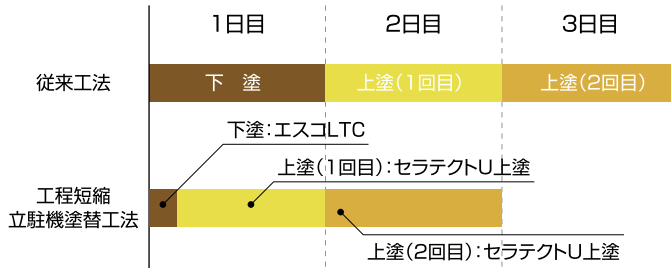 1日目
2日目
3日目
従来工法
下　塗
上塗(1回目)
上塗(2回目)
下塗：エスコLTC
上塗(1回目)：セラテクトU上塗
工程短縮
立駐機塗替工法
上塗(2回目)：セラテクトU上塗